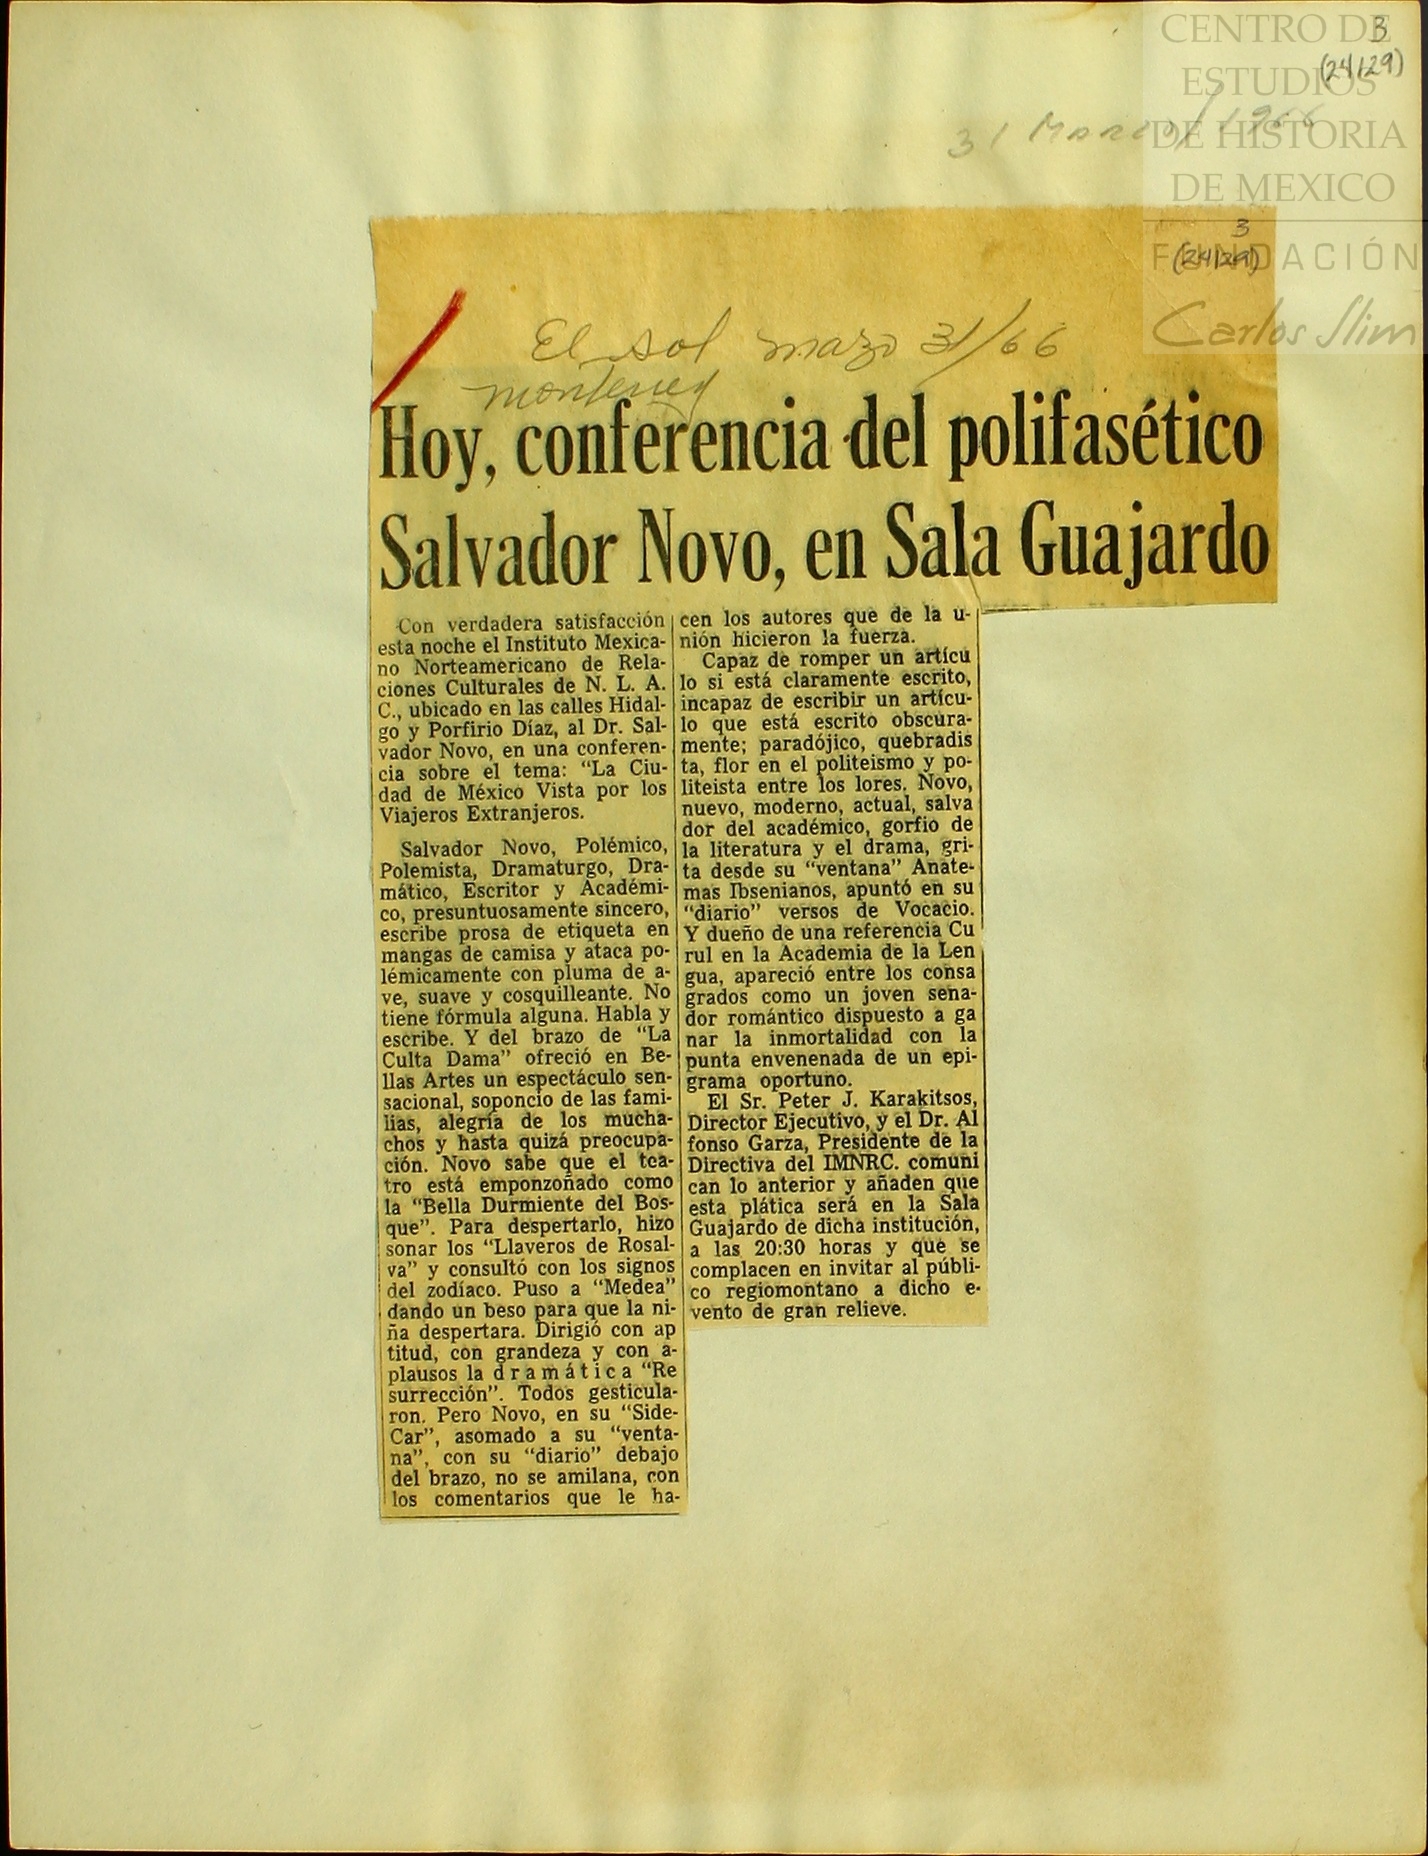 CENTRO DE
ESTUDIOS
DE HISTORIA
DE MEXICO
FUNDACIÓN
Carlos Slim
3
(24129)
31 Marzo/1966
3
(24129)
El sol marzo 31/66
monterrey
Hoy, conferencia del polifasético
Salvador Novo, en Sala Guajardo
Con verdadera satisfacción
esta noche el Instituto Mexica-
no Norteamericano de Rela-
ciones Culturales de N. L. A.
C., ubicado en las calles Hidal-
go y Porfirio Díaz, al Dr. Sal-
vador Novo, en una conferen-
cia sobre el tema: "La Ciu-
dad de México Vista por los
Viajeros Extranjeros.
Salvador Novo, Polémico,
Polemista, Dramaturgo, Dra-
mático, Escritor y Académi-
co, presuntuosamente sincero,
escribe prosa de etiqueta en
mangas de camisa y ataca po-
lémicamente con pluma de a-
ve, suave y cosquilleante. No
tiene fórmula alguna. Habla y
escribe. Y del brazo de "La
Culta Dama" ofreció en Be-
llas Artes un espectáculo sen-
sacional, soponcio de las fami-
lias, alegría de los mucha-
chos y hasta quizá preocupa-
ción. Novo sabe que el tea-
tro está emponzoñado como
la "Bella Durmiente del Bos-
que". Para despertarlo, hizo
sonar los "Llaveros de Rosal-
va" y consultó con los signos
del zodíaco. Puso a "Medea"
dando un beso para que la ni-
ña despertara. Dirigió con ap
titud, con grandeza y con a-
plausos la dramática "Re
surrección". Todos gesticula-
ron. Pero Novo, en su "Side-
Car", asomado a su "venta-
na", con su "diario" debajo
del brazo, no se amilana, con
los comentarios que le ha-
cen los autores que de la u-
nión hicieron la fuerza.
Capaz de romper un artícu
lo si está claramente escrito,
incapaz de escribir un artícu-
lo que está escrito obscura-
mente; paradójico, quebradis
ta, flor en el politeismo y po-
liteista entre los lores. Novo,
nuevo, moderno, actual, salva
dor del académico, gorfio de
la literatura y el drama, gri-
ta desde su "ventana" Anate-
mas Ibsenianos, apuntó en su
"diario" versos de Vocacio.
Y dueño de una referencia Cu
rul en la Academia de la Len
gua, apareció entre los consa
grados como un joven sena-
dor romántico dispuesto a ga
nar la inmortalidad con la
punta envenenada de un epi-
grama oportuno.
El Sr. Peter J. Karakitsos,
Director Ejecutivo, y el Dr. Al
fonso Garza, Presidente de la
Directiva del IMNRC. comuni
can lo anterior y añaden que
esta plática será en la Sala
Guajardo de dicha institución,
a las 20:30 horas y que se
complacen en invitar al públi-
co regiomontano a dicho e-
vento de gran relieve.